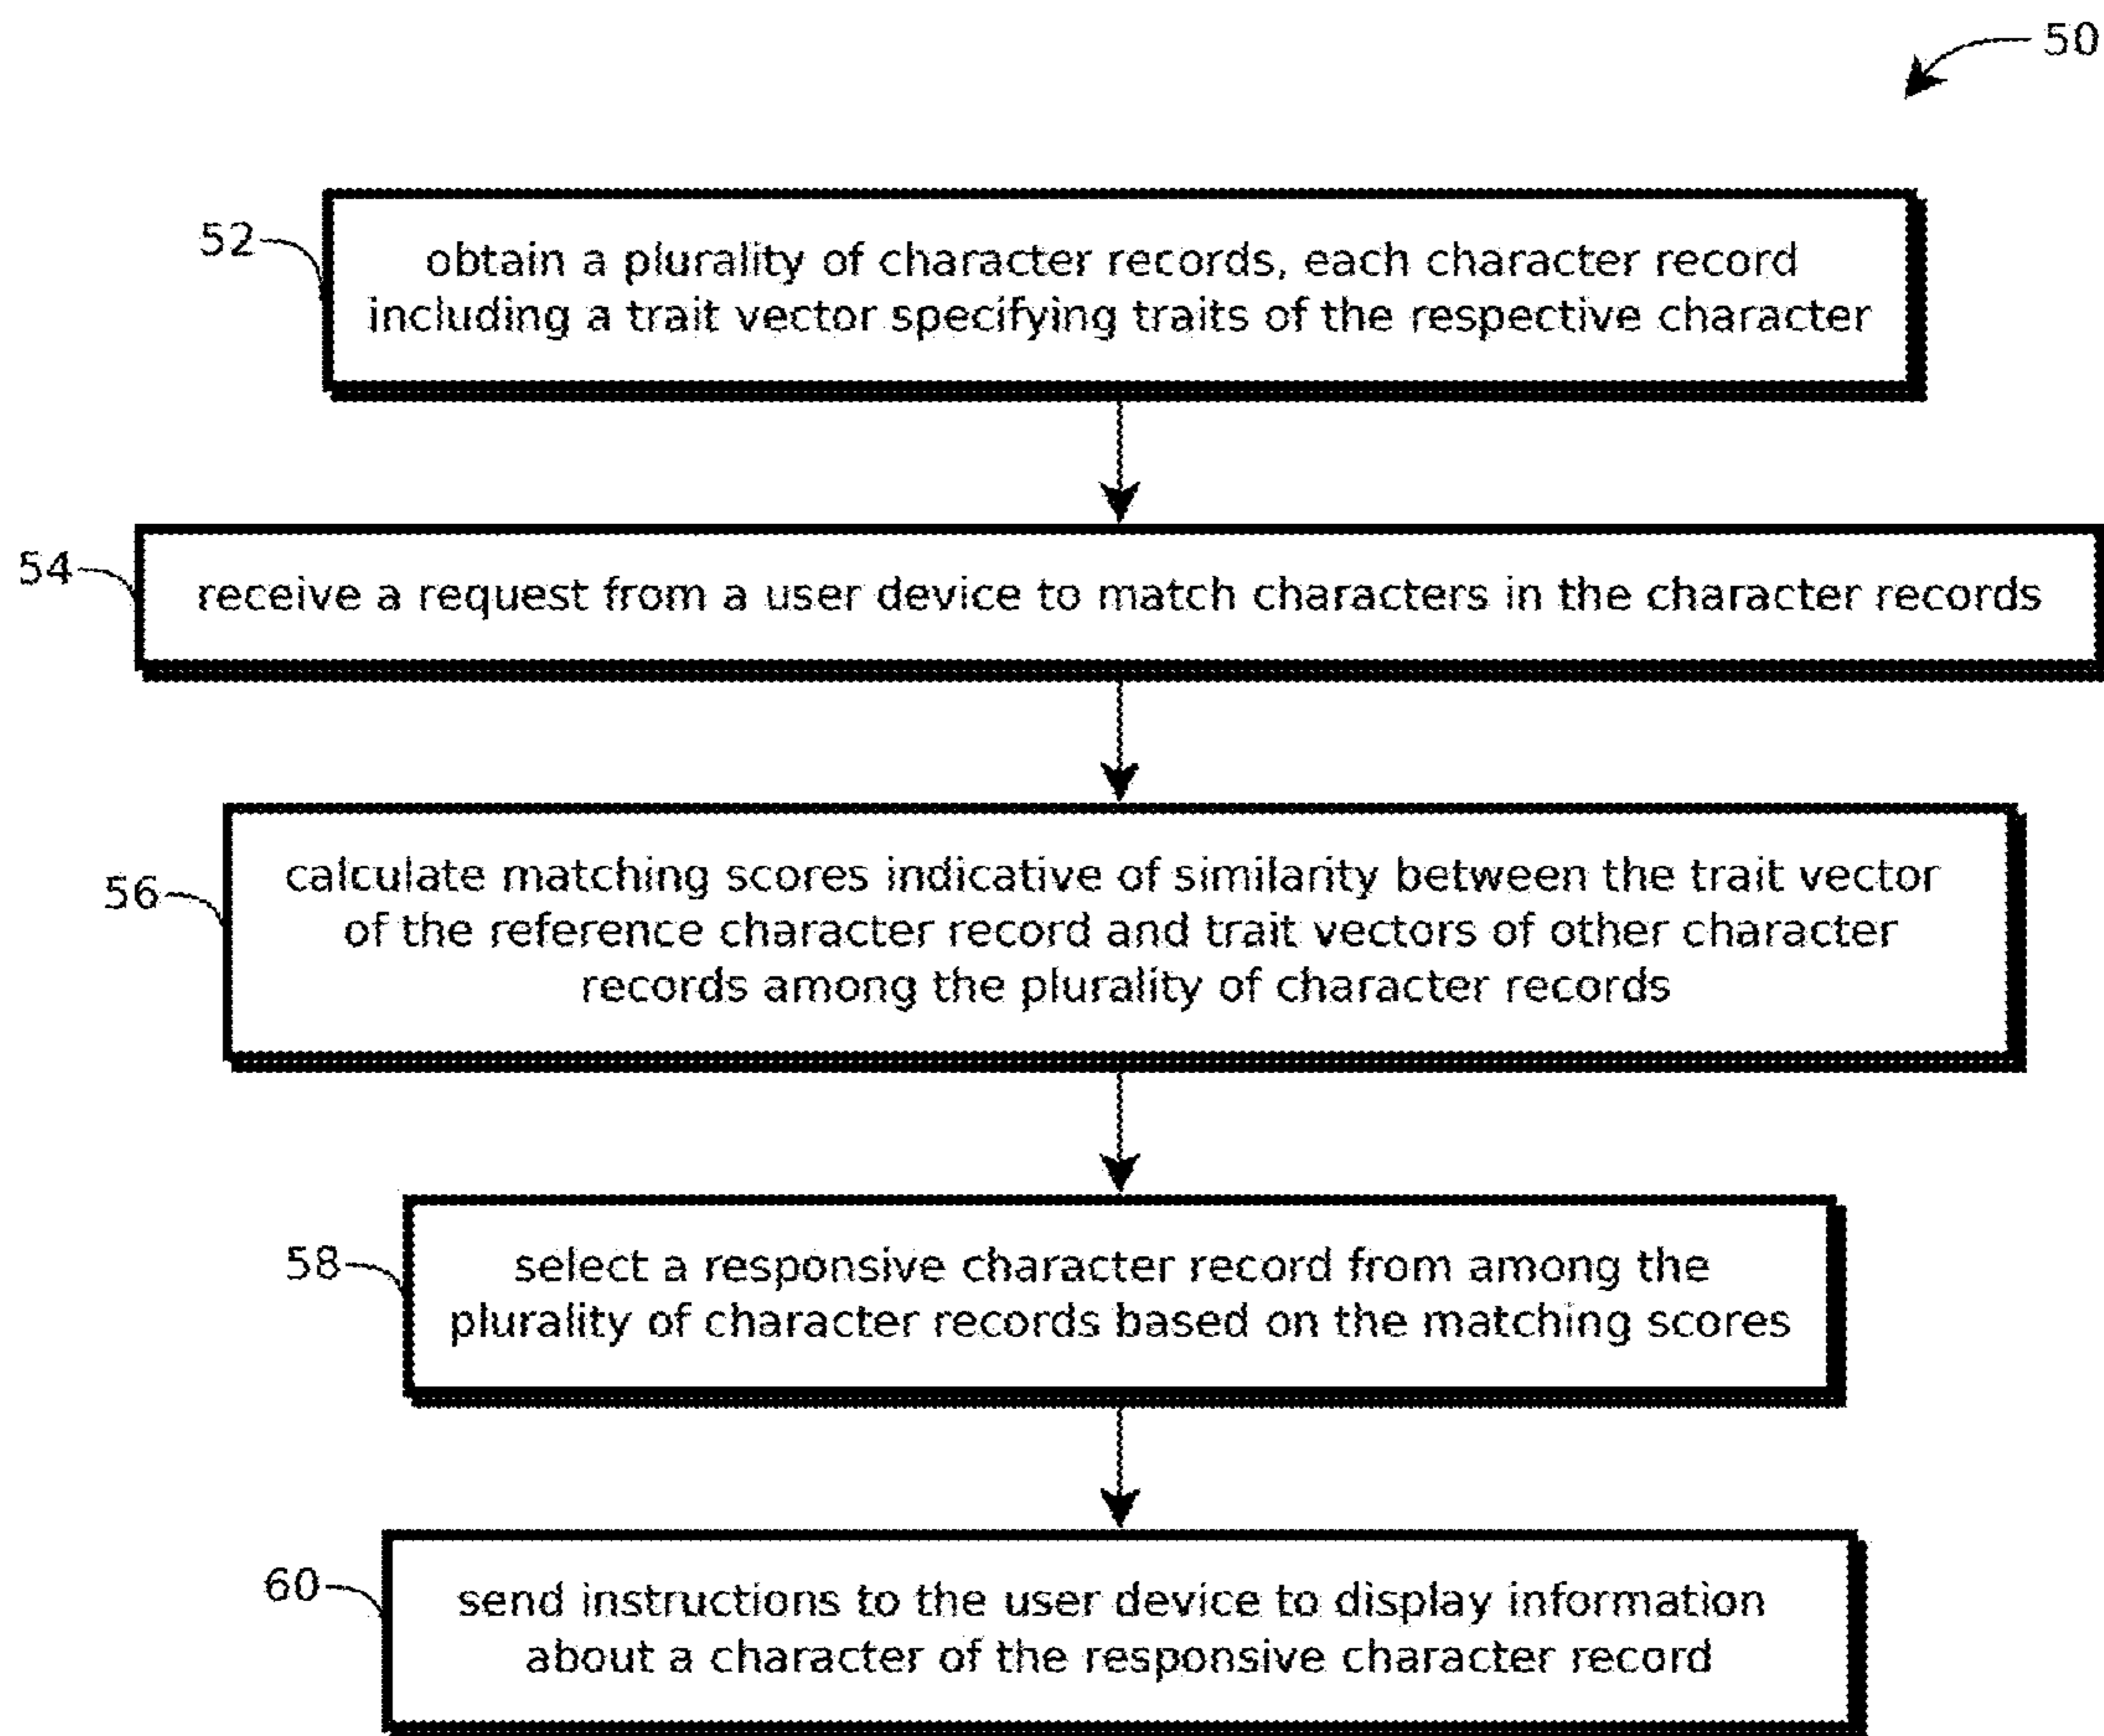 50
52
obtain a plurality of character records, each character record
including a trait vector specifying traits of the respective character
54
receive a request from a user device to match characters in the character records
56
calculate matching scores indicative of similarity between the trait vector
of the reference character record and trait vectors of other character
records among the plurality of character records
58
select a responsive character record from among the
plurality of character records based on the matching scores
60
send instructions to the user device to display information
about a character of the responsive character record